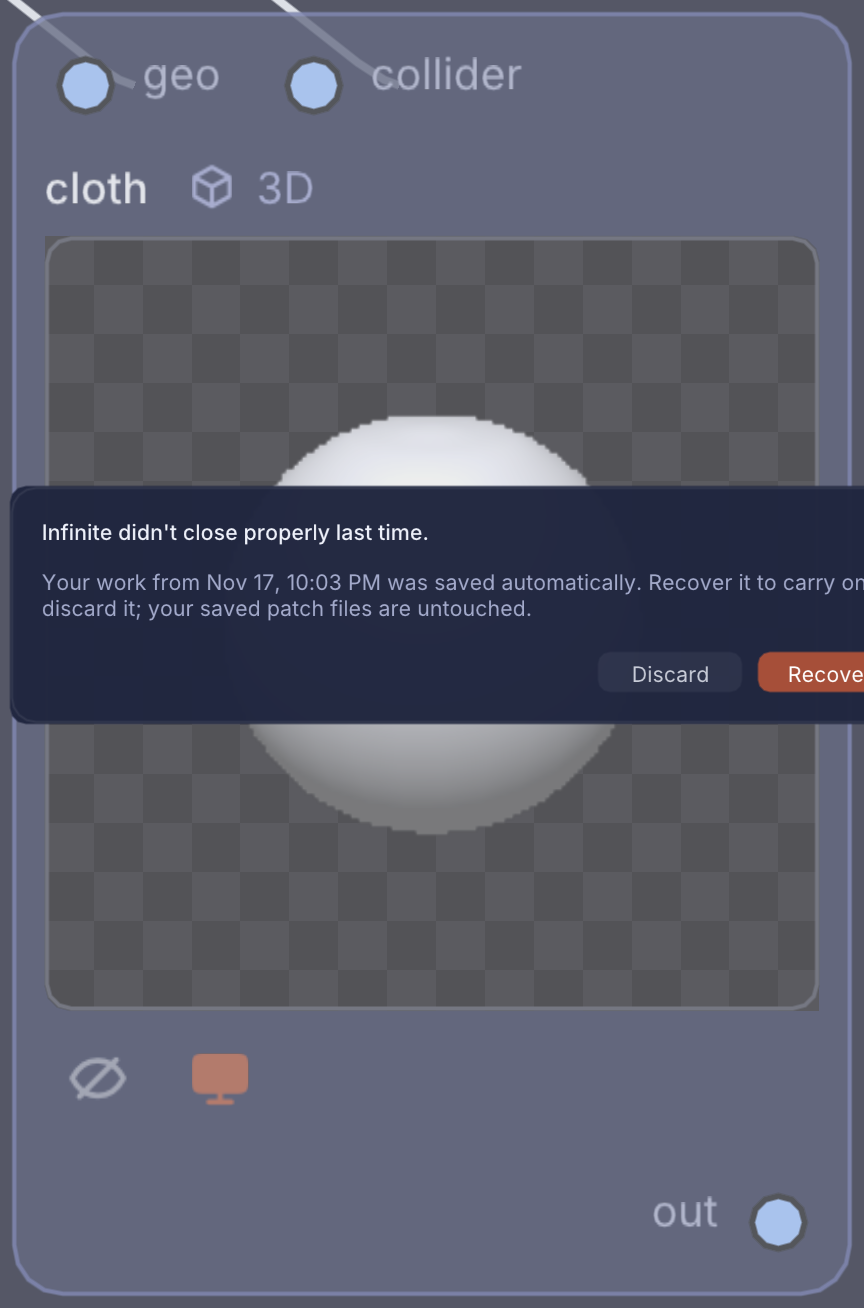 geo collider
cloth 3D
Infinite didn't close properly last time.
Your work from Nov 17, 10:03 PM was saved automatically. Recover it to carry on
discard it; your saved patch files are untouched.
Discard Recove
out